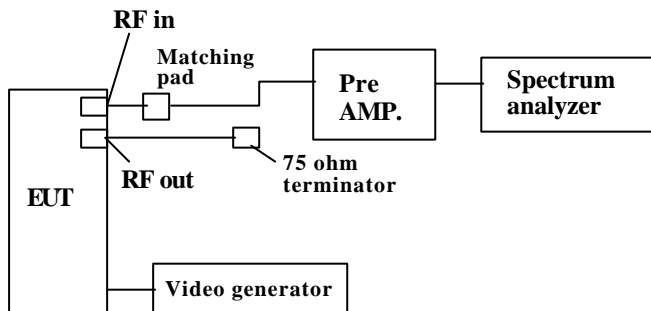 RF in
Matching
pad
Pre
AMP.
Spectrum
analyzer
75 ohm
terminator
RF out
EUT
Video generator